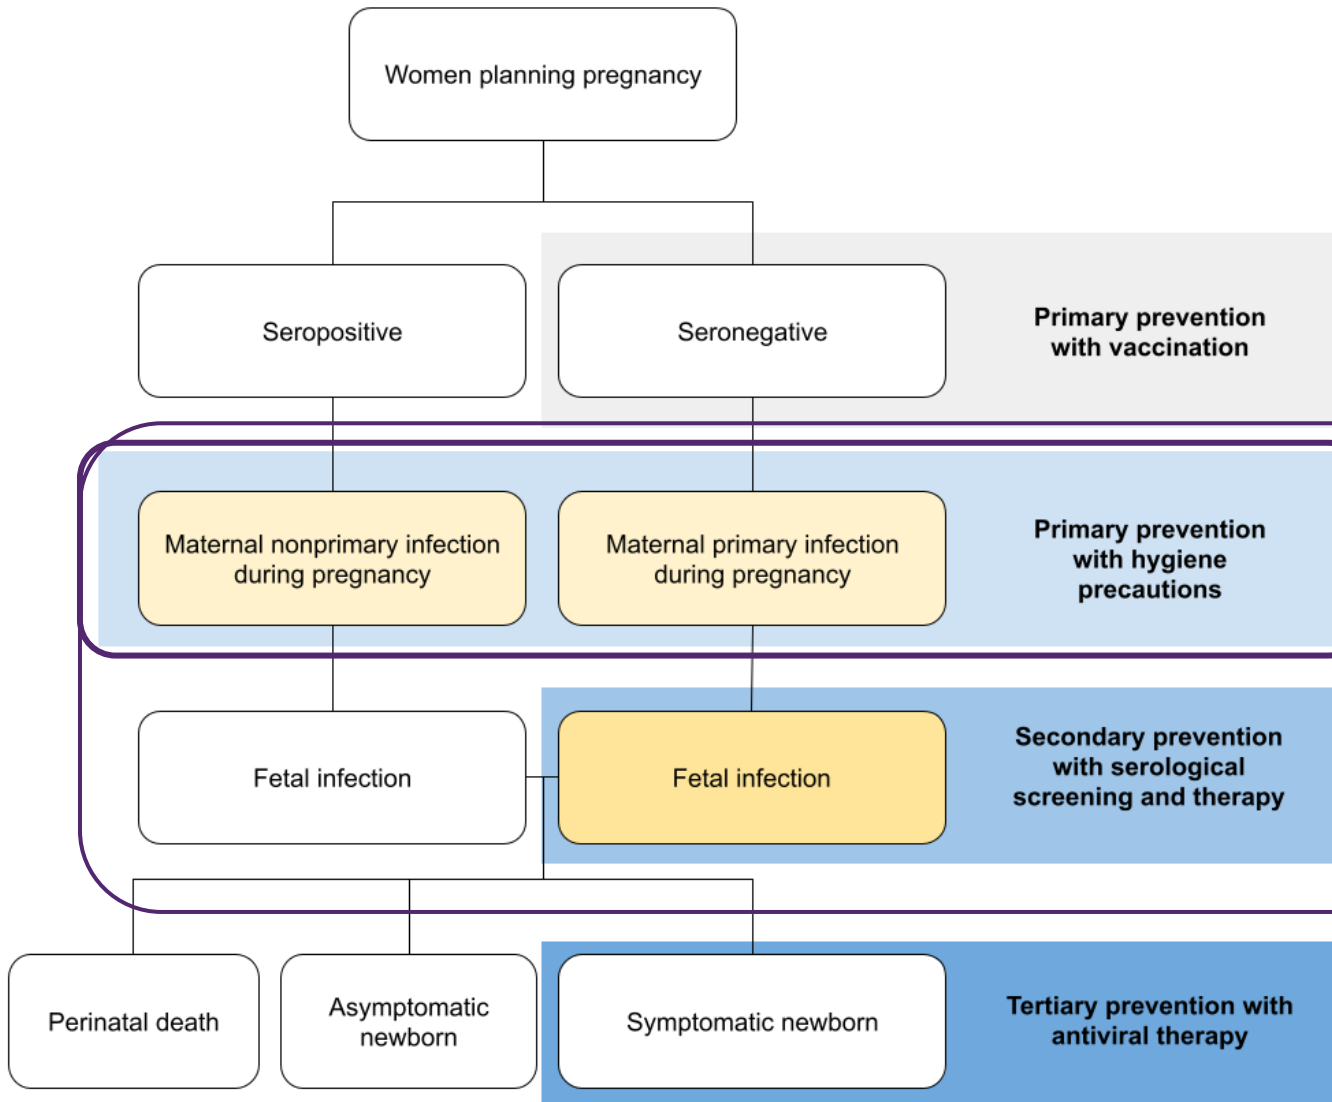 Women planning pregnancy
Seropositive
Seronegative
Primary prevention
with vaccination
Maternal nonprimary infection
during pregnancy
Maternal primary infection
during pregnancy
Primary prevention
with hygiene
precautions
Fetal infection
Fetal infection
Secondary prevention
with serological
screening and therapy
Perinatal death
Asymptomatic
newborn
Symptomatic newborn
Tertiary prevention with
antiviral therapy